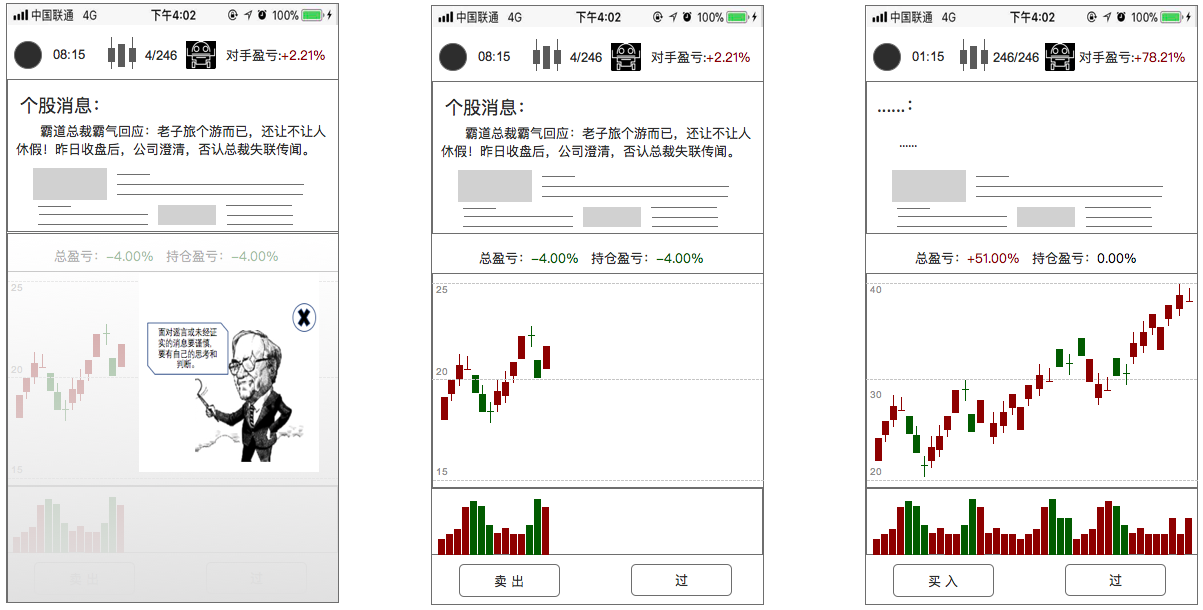 中国联通 4G 下午4:02 100%
08:15 4/246 对手盈亏:+2.21%
个股消息：
霸道总裁霸气回应：老子旅个游而已，还让不让人
休假！昨日收盘后，公司澄清，否认总裁失联传闻。
总盈亏：-4.00% 持仓盈亏：-4.00%
25
面对谣言或未经证
实的消息要谨慎，
要有自己的思考和
判断。
20
15
卖 出
过
中国联通 4G 下午4:02 100%
08:15 4/246 对手盈亏:+2.21%
个股消息：
霸道总裁霸气回应：老子旅个游而已，还让不让人
休假！昨日收盘后，公司澄清，否认总裁失联传闻。
总盈亏：-4.00% 持仓盈亏：-4.00%
25
20
15
卖 出
过
中国联通 4G 下午4:02 100%
01:15 246/246 对手盈亏:+78.21%
......：
......
总盈亏：+51.00% 持仓盈亏：0.00%
40
30
20
买 入
过